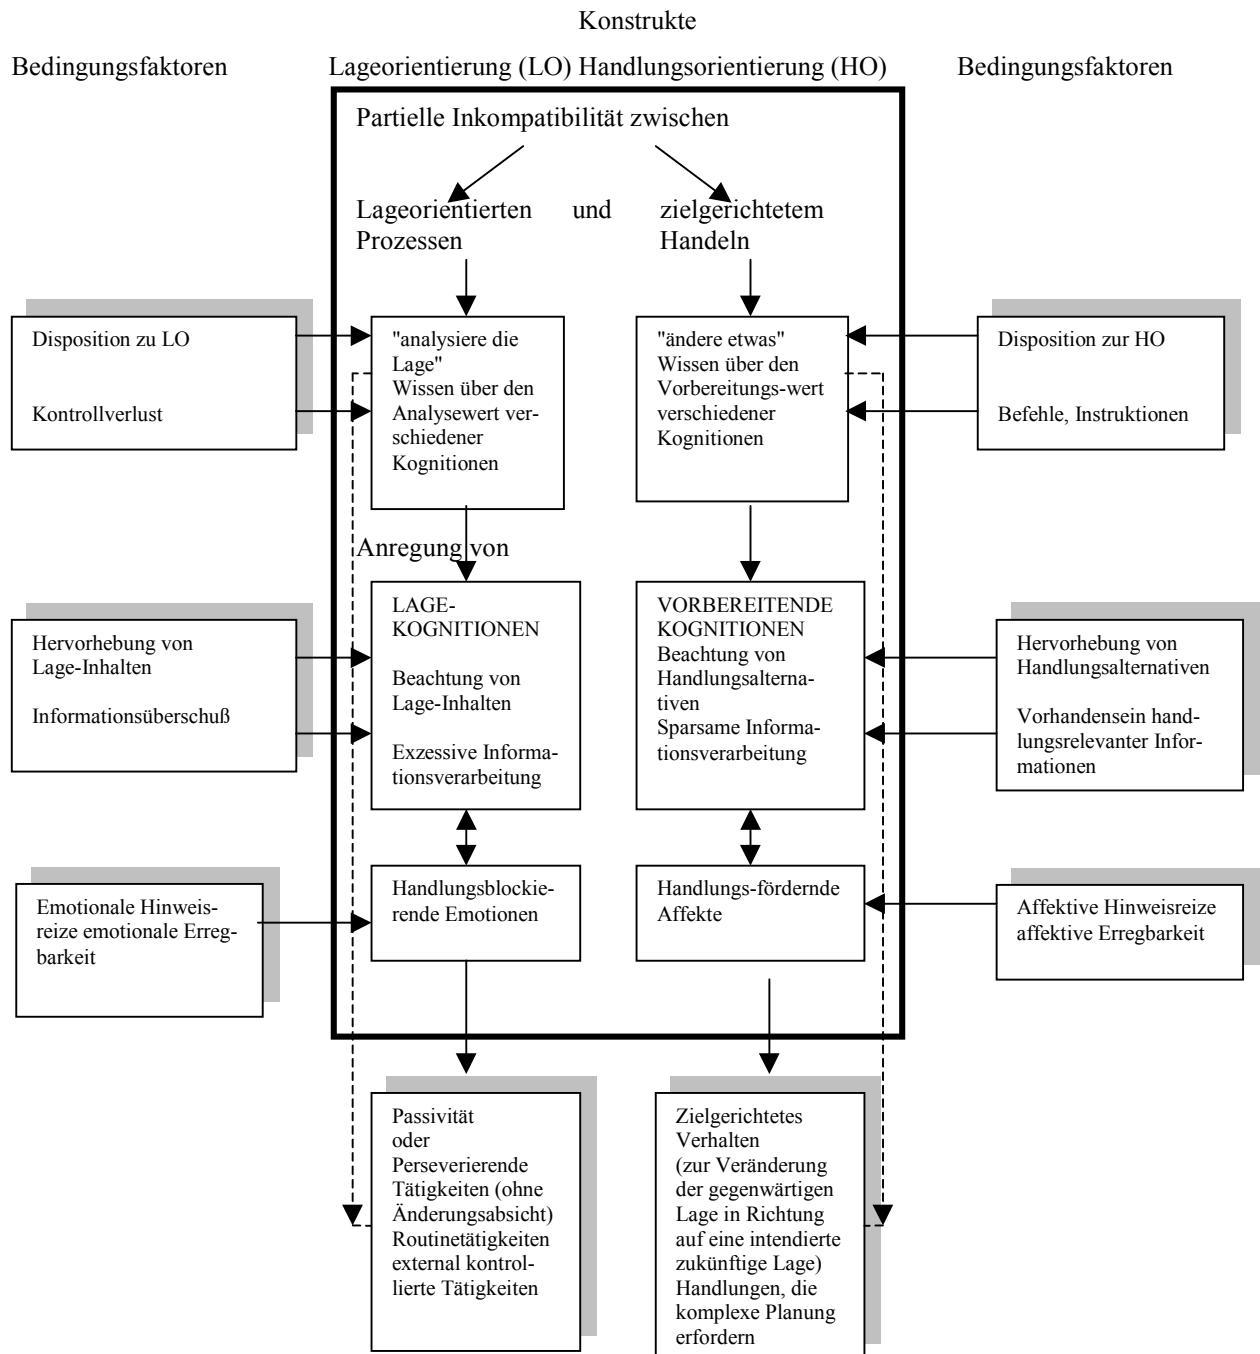 Konstrukte
Bedingungsfaktoren
Lageorientierung (LO) Handlungsorientierung (HO)
Bedingungsfaktoren
Partielle Inkompatibilität zwischen
Lageorientierten und zielgerichtetem
Prozessen Handeln
Disposition zu LO
Kontrollverlust
"analysiere die
Lage"
Wissen über den
Analysewert ver-
schiedener
Kognitionen
"ändere etwas"
Wissen über den
Vorbereitungs-wert
verschiedener
Kognitionen
Disposition zur HO
Befehle, Instruktionen
Anregung von
Hervorhebung von
Lage-Inhalten
Informationsüberschuß
LAGE-
KOGNITIONEN
Beachtung von
Lage-Inhalten
Exzessive Informa-
tionsverarbeitung
VORBEREITENDE
KOGNITIONEN
Beachtung von
Handlungsalterna-
tiven
Sparsame Informa-
tionsverarbeitung
Hervorhebung von
Handlungsalternativen
Vorhandensein hand-
lungsrelevanter Infor-
mationen
Emotionale Hinweis-
reize emotionale Erreg-
barkeit
Handlungsblockie-
rende Emotionen
Handlungs-fördernde
Affekte
Affektive Hinweisreize
affektive Erregbarkeit
Passivität
oder
Perseverierende
Tätigkeiten (ohne
Änderungsabsicht)
Routinetätigkeiten
external kontrol-
lierte Tätigkeiten
Zielgerichtetes
Verhalten
(zur Veränderung
der gegenwärtigen
Lage in Richtung
auf eine intendierte
zukünftige Lage)
Handlungen, die
komplexe Planung
erfordern